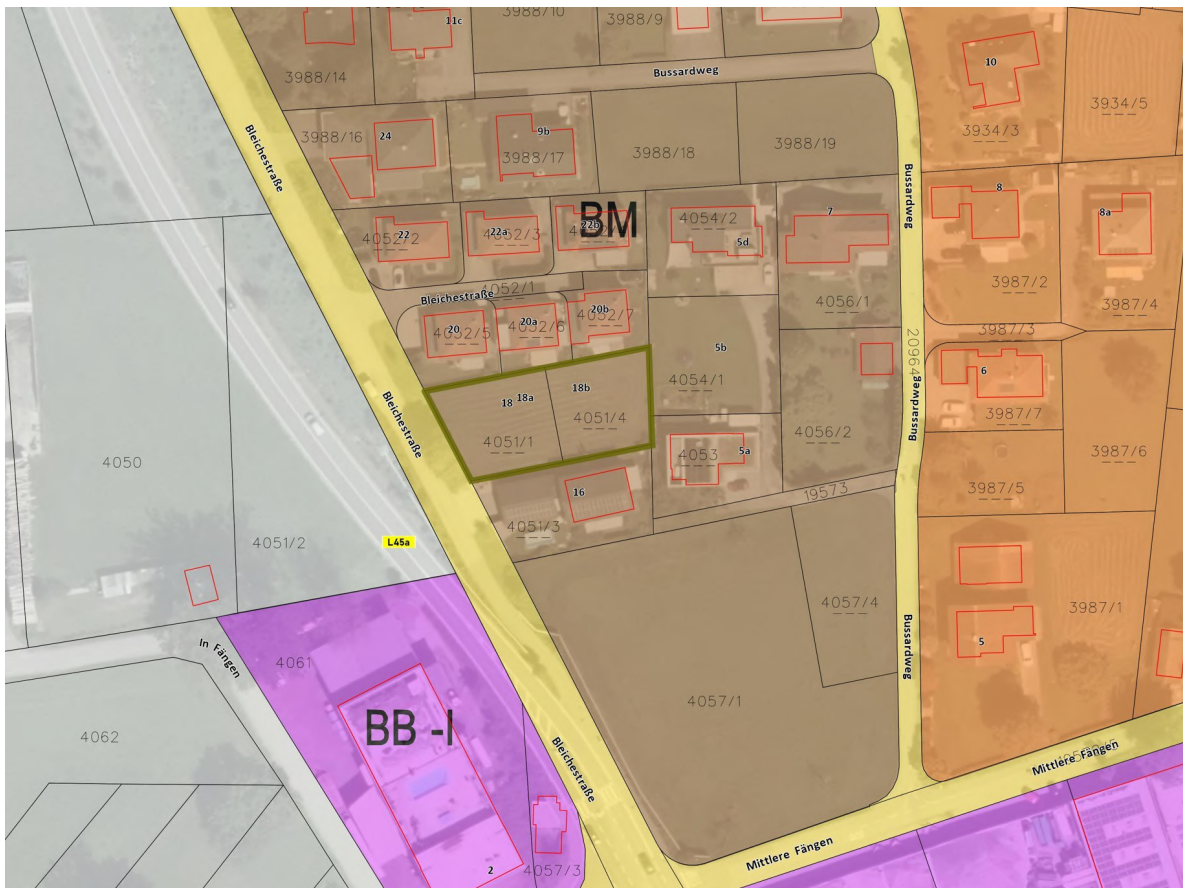 11c
3988/10
3988/9
3988/14
Bussardweg
10
3934/5
3934/3
Bleichestraße
3988/16
24
9b
3988/17
3988/18
3988/19
Bussardweg
8
8a
4052/2
22
22a
4052/3
22b
BM
4054/2
5d
7
3987/2
3987/4
4052/1
Bleichestraße
4056/1
20
4052/5
20a
4052/6
20b
4052/7
5b
20964
3987/3
6
3987/7
4054/1
18
18a
18b
Bleichestraße
4051/1
4051/4
4056/2
Bussardweg
3987/6
4050
4053
5a
3987/5
16
19573
4051/3
4051/2
L45a
4057/4
3987/1
In Fängen
4061
Bussardweg
5
4057/1
BB -I
4062
Bleichestraße
Mittlere Fängen
Mittlere Fängen
2
4057/3